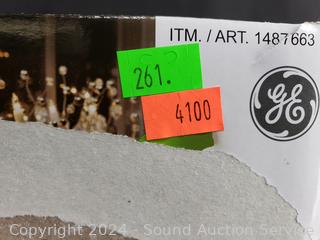 ITM. / ART. 1487663
261.
4100
GE
Copyright 2024 - Sound Auction Service